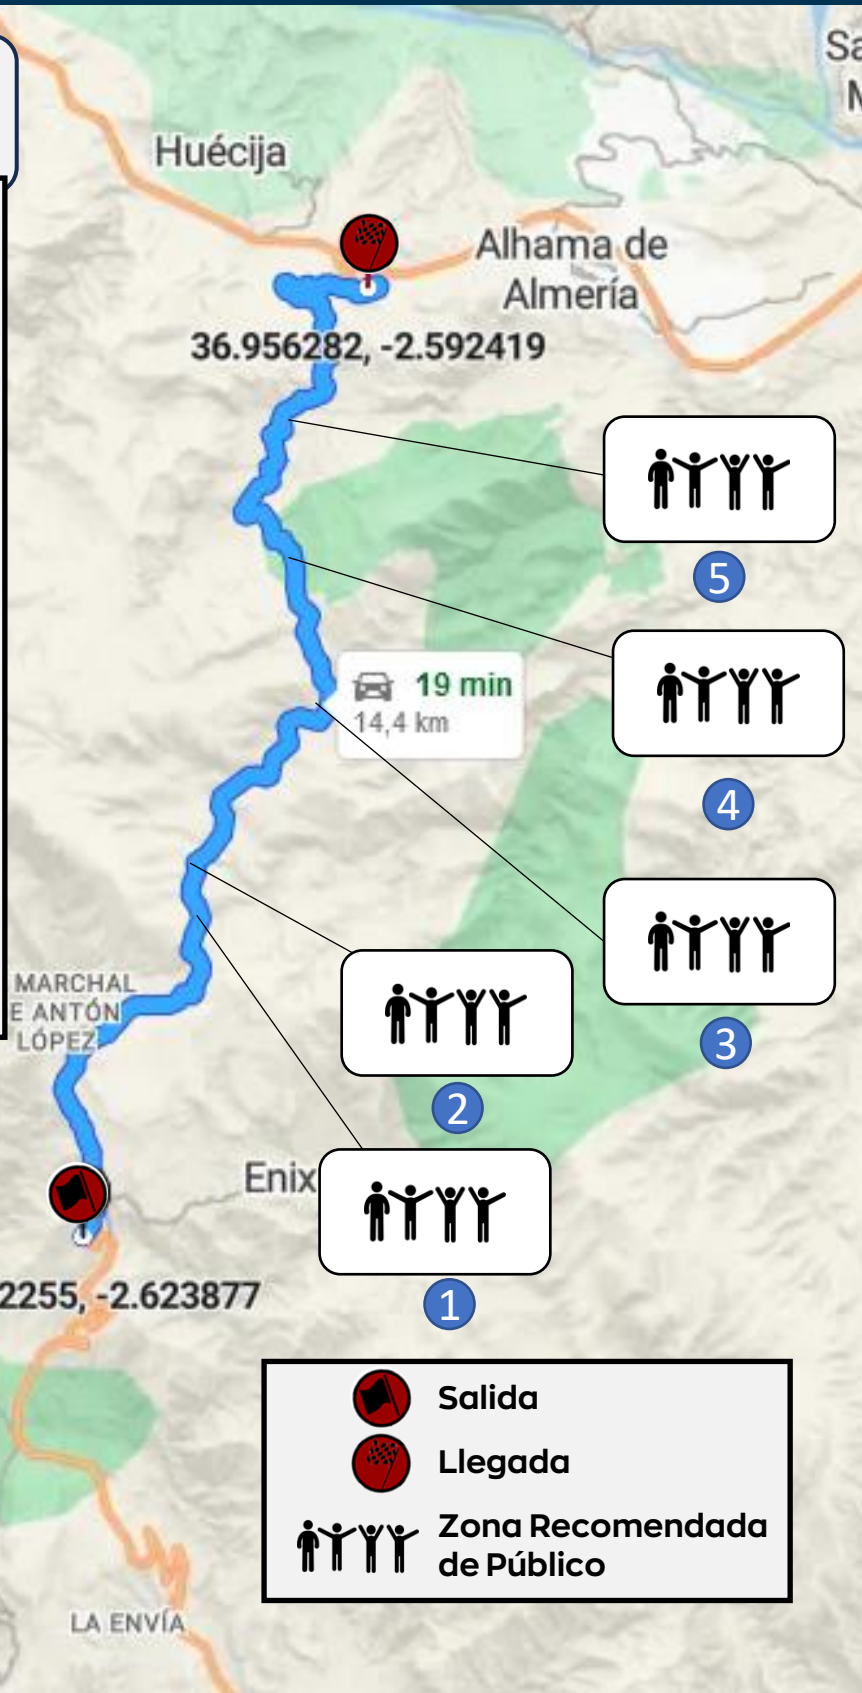 Huécija
Alhama de
Almería
36.956282, -2.592419
5
19 min
14,4 km
4
3
MARCHAL
E ANTÓN
LÓPEZ
2
Enix
2255, -2.623877
1
Salida
Llegada
Zona Recomendada
de Público
LA ENVÍA